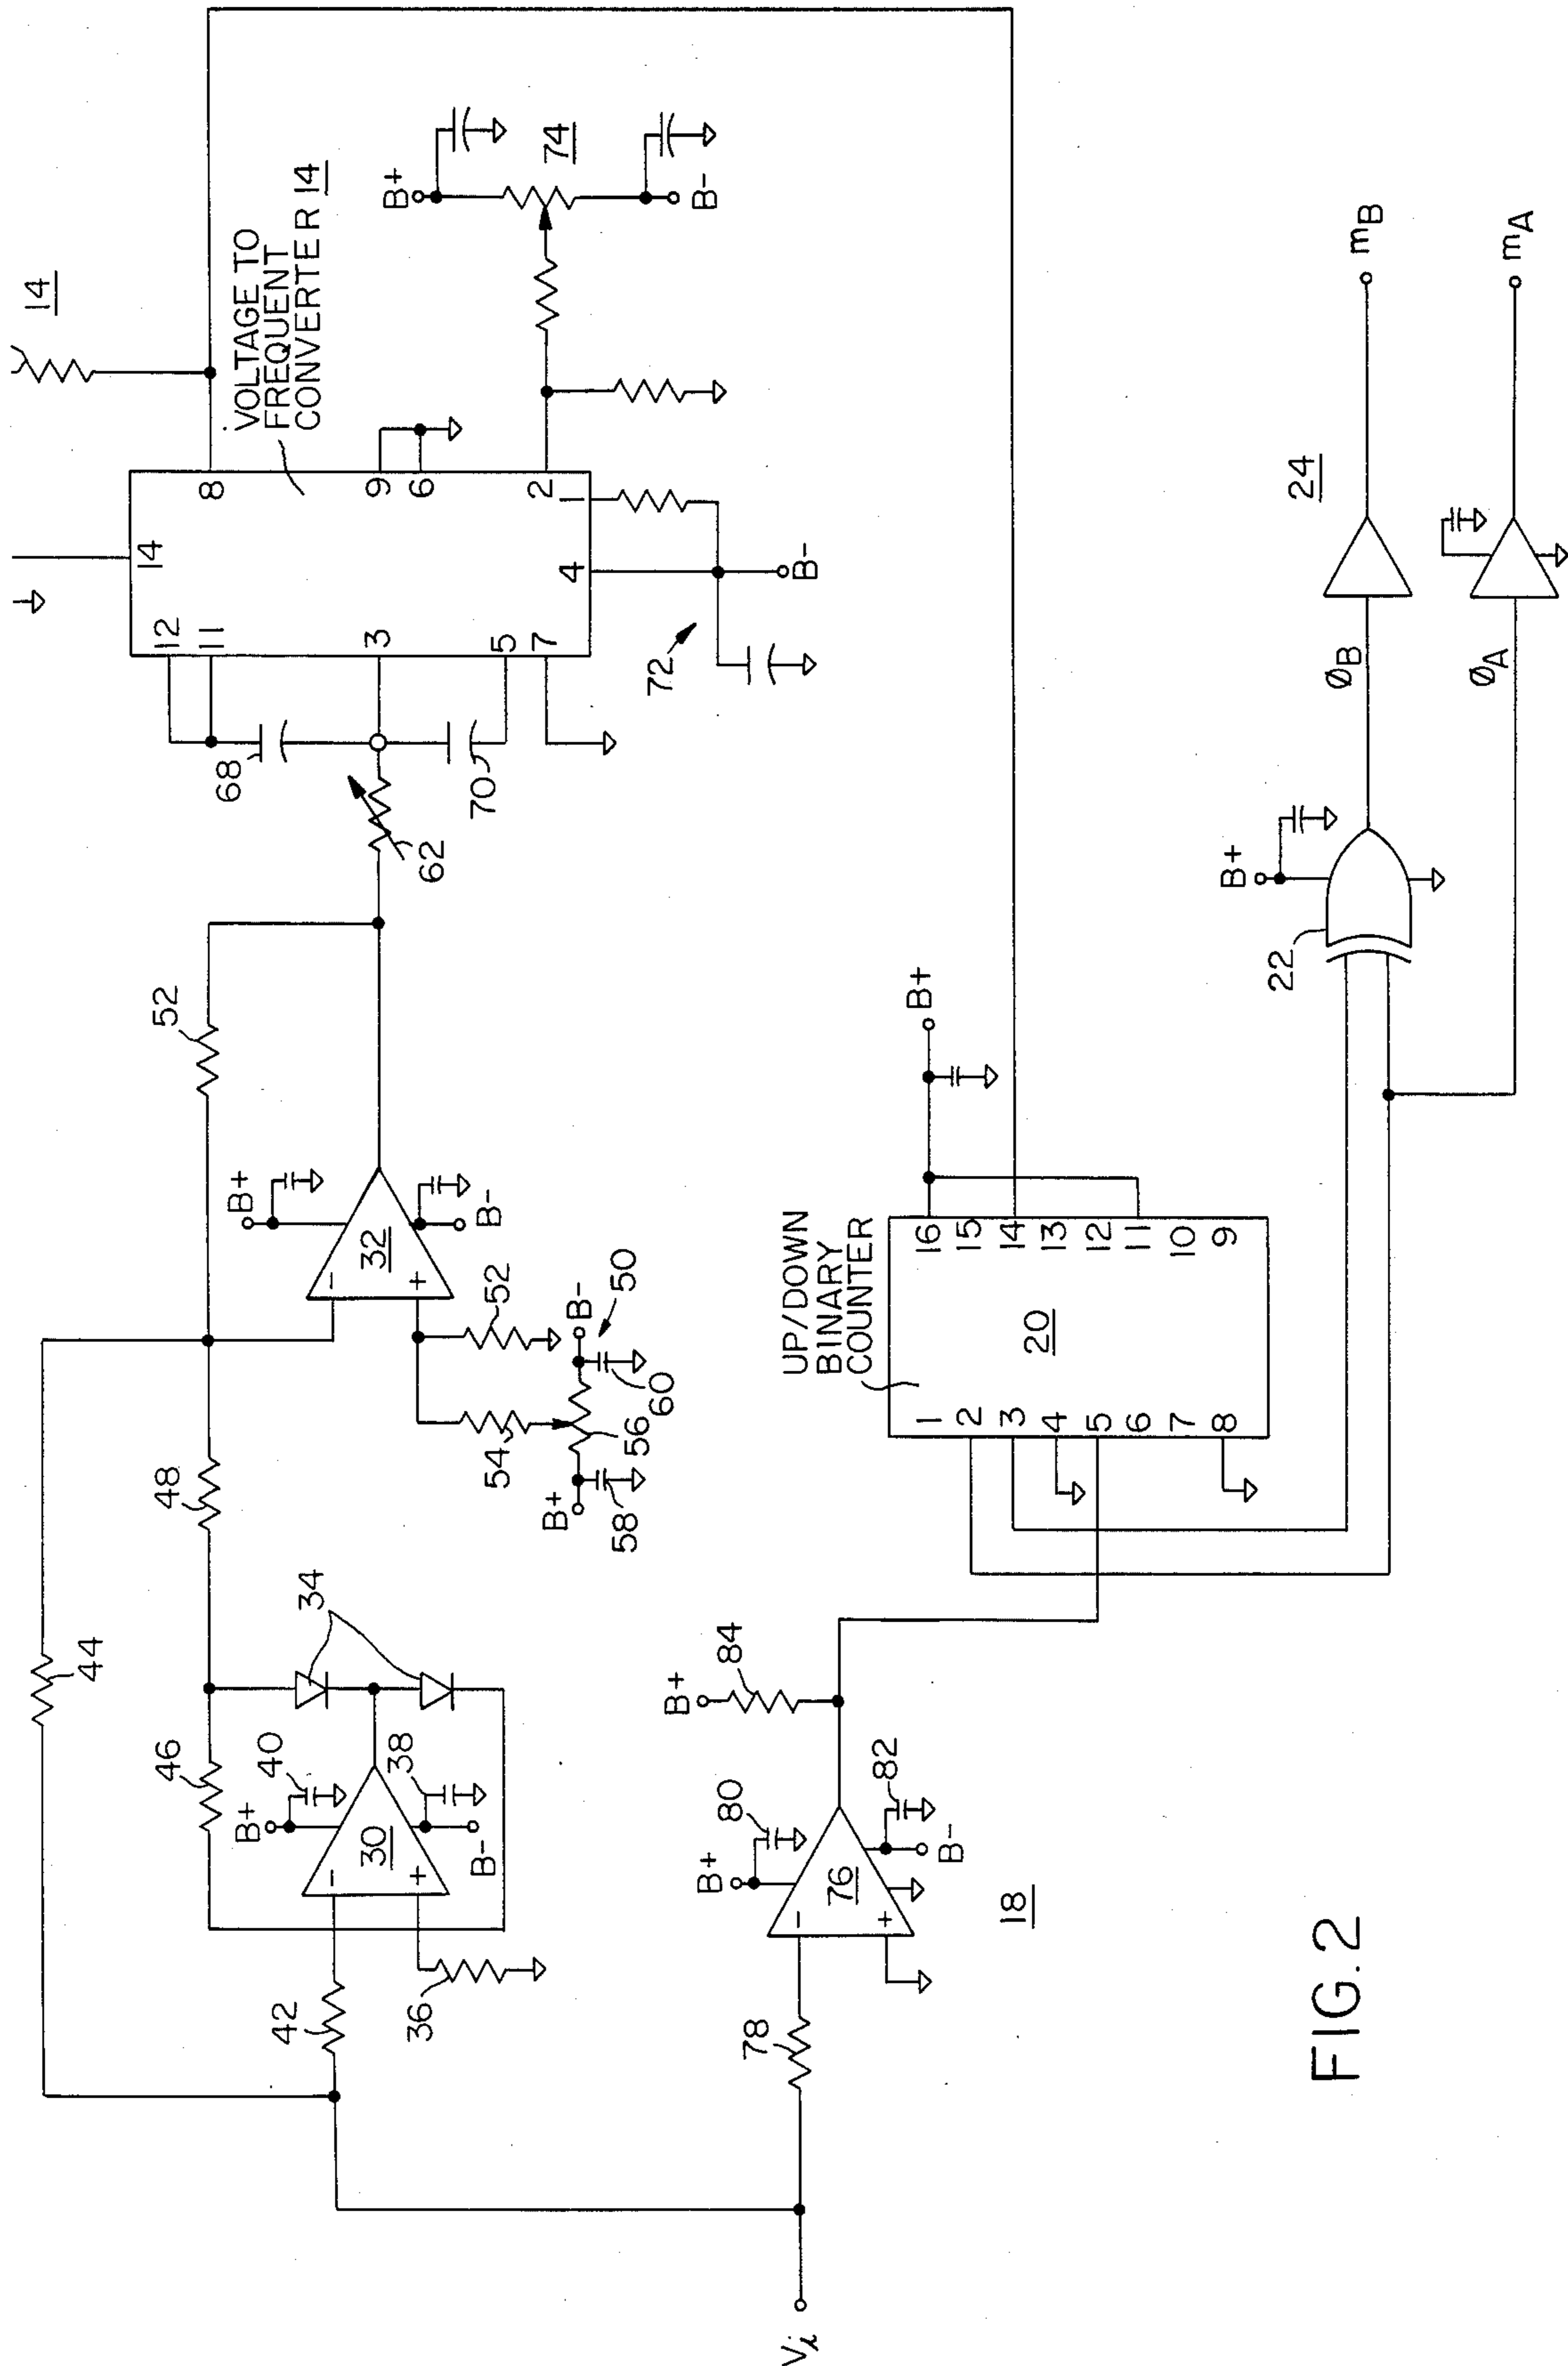 14
VOLTAGE TO
FREQUENT
CONVERTER 14
14
8
9
6
2
1
4
12
11
3
5
7
B+
74
B-
72
B-
68
70
62
52
B+
32
-
+
B-
52
50
B-
60
54
56
B+
58
48
44
34
46
40
B+
38
30
-
+
B-
42
36
B+
84
80
B+
82
76
-
+
B-
78
18
Vi
UP/DOWN
BINARY
COUNTER
20
B+
16
15
14
13
12
11
10
9
1
2
3
4
5
6
7
8
B+
22
ØB
ØA
24
mB
mA
FIG. 2